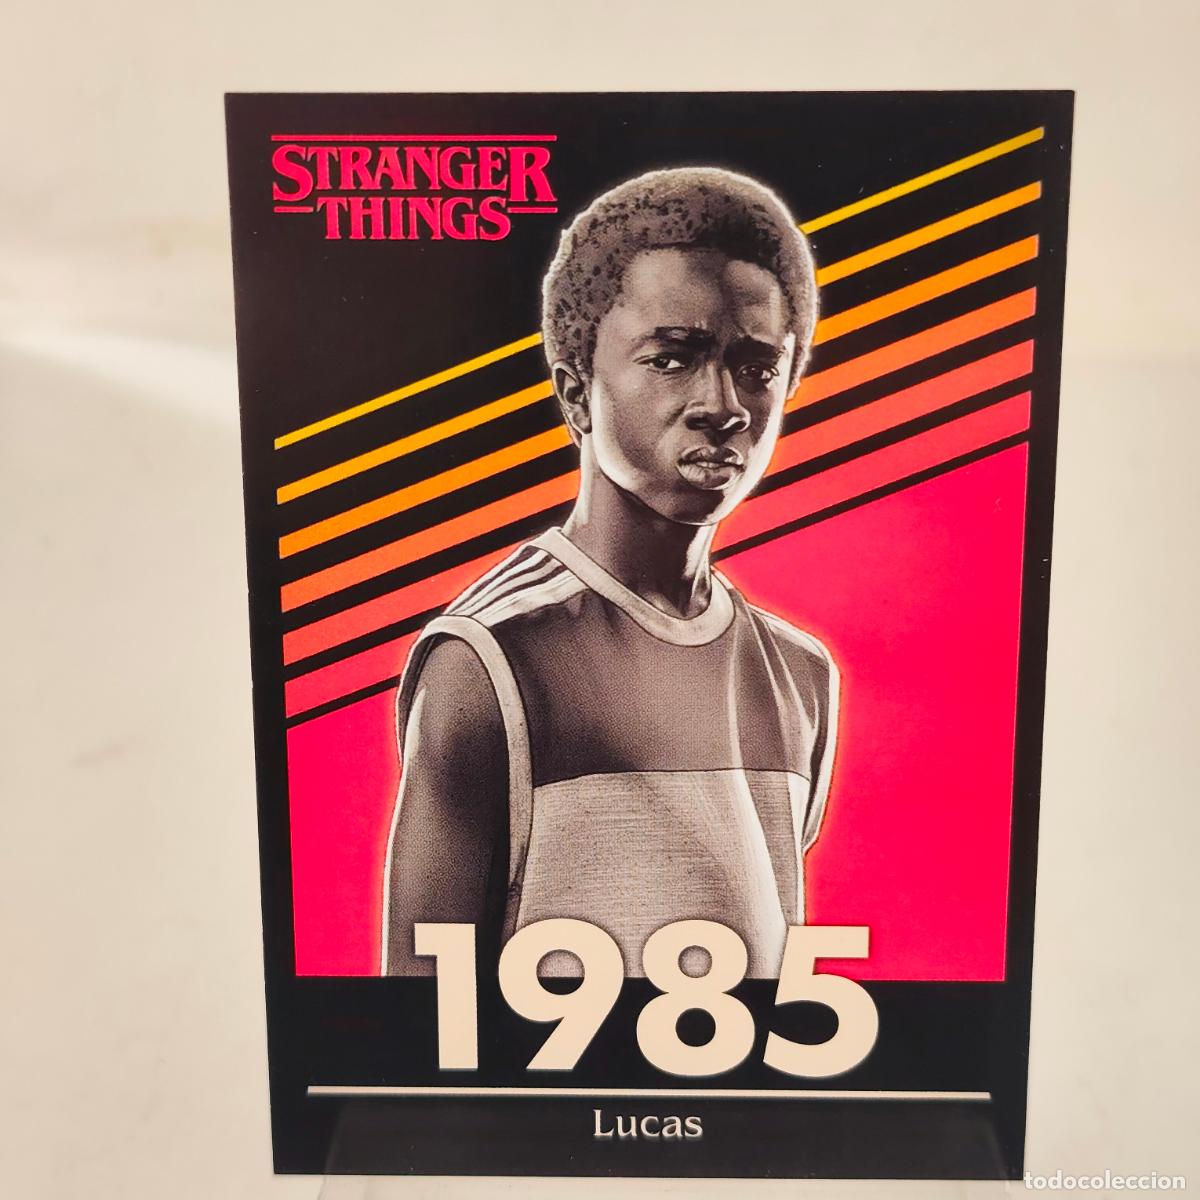 STRANGER
THINGS
1985
Lucas
todocoleccion